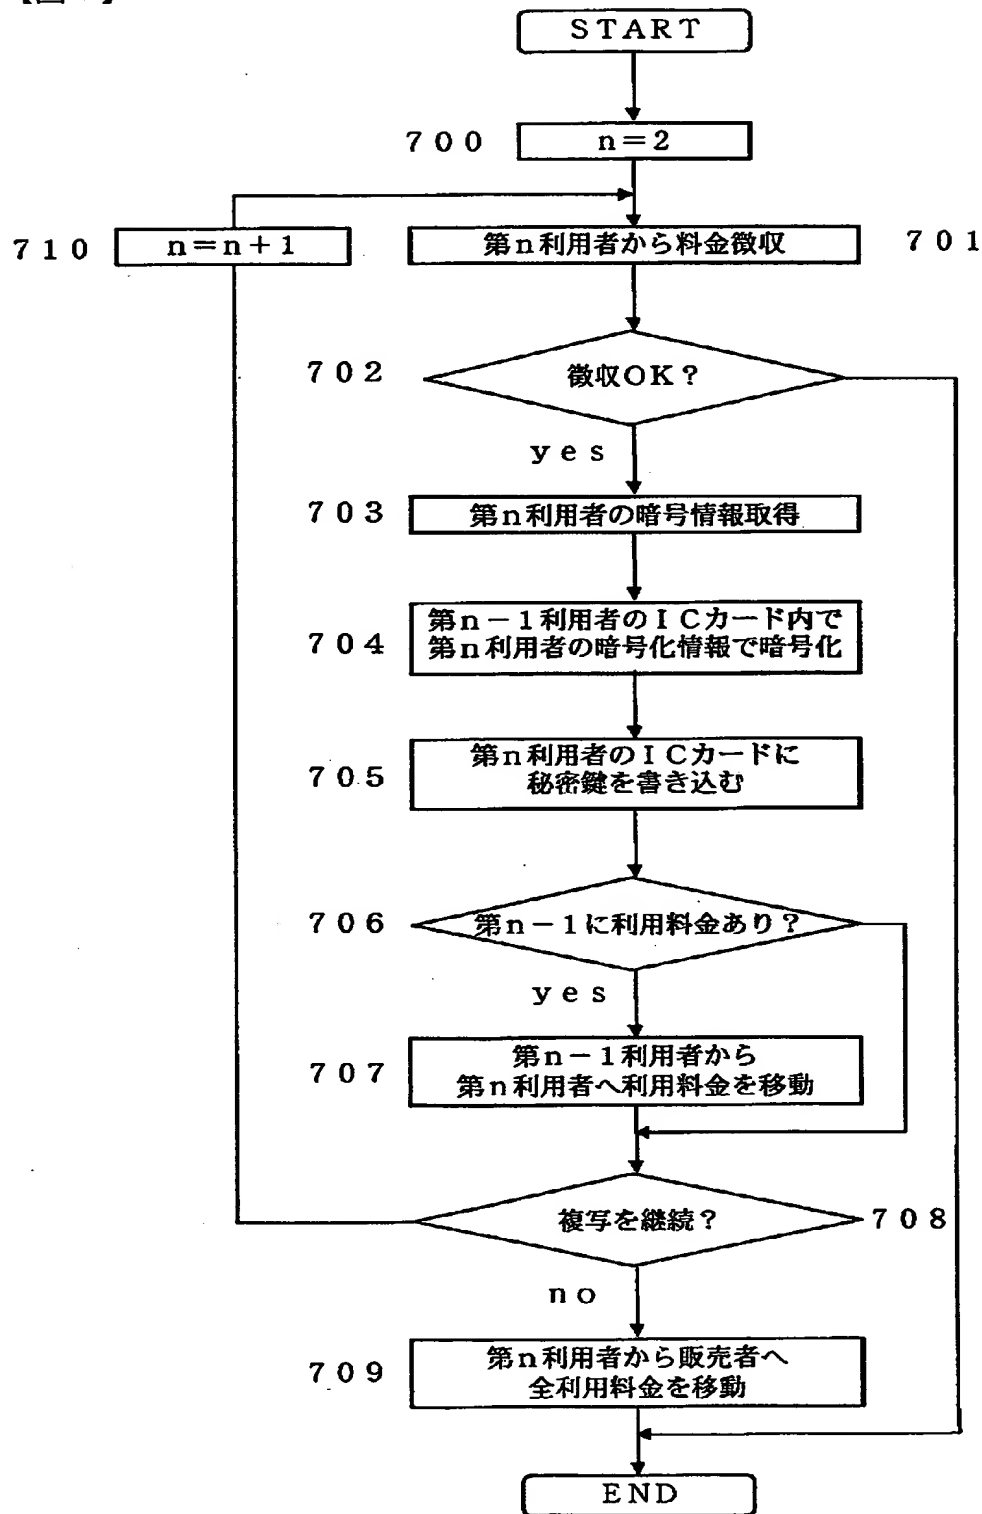 START
700 n=2
710 n=n+1
第n利用者から料金徴収 701
702 徴収OK?
yes
703 第n利用者の暗号情報取得
704 第n-1利用者のICカード内で
第n利用者の暗号化情報で暗号化
705 第n利用者のICカードに
秘密鍵を書き込む
706 第n-1に利用料金あり?
yes
707 第n-1利用者から
第n利用者へ利用料金を移動
複写を継続? 708
no
709 第n利用者から販売者へ
全利用料金を移動
END